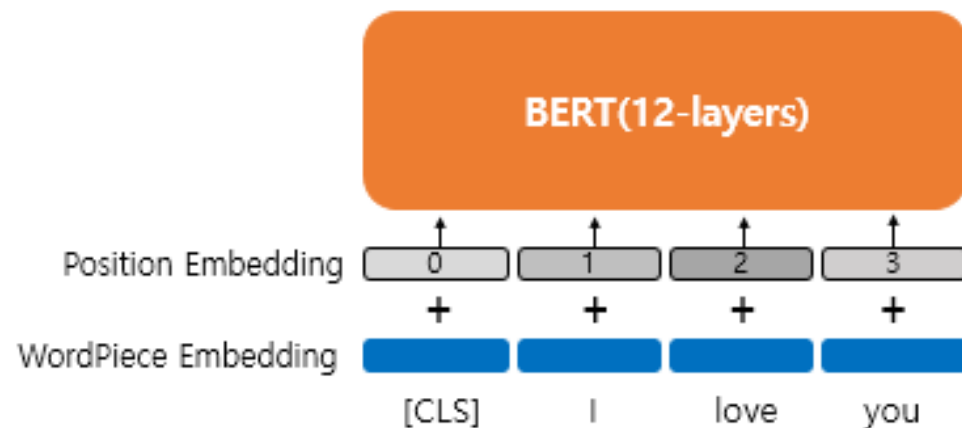 BERT(12-layers)
Position Embedding 0 1 2 3
+ + + +
WordPiece Embedding
[CLS] I love you